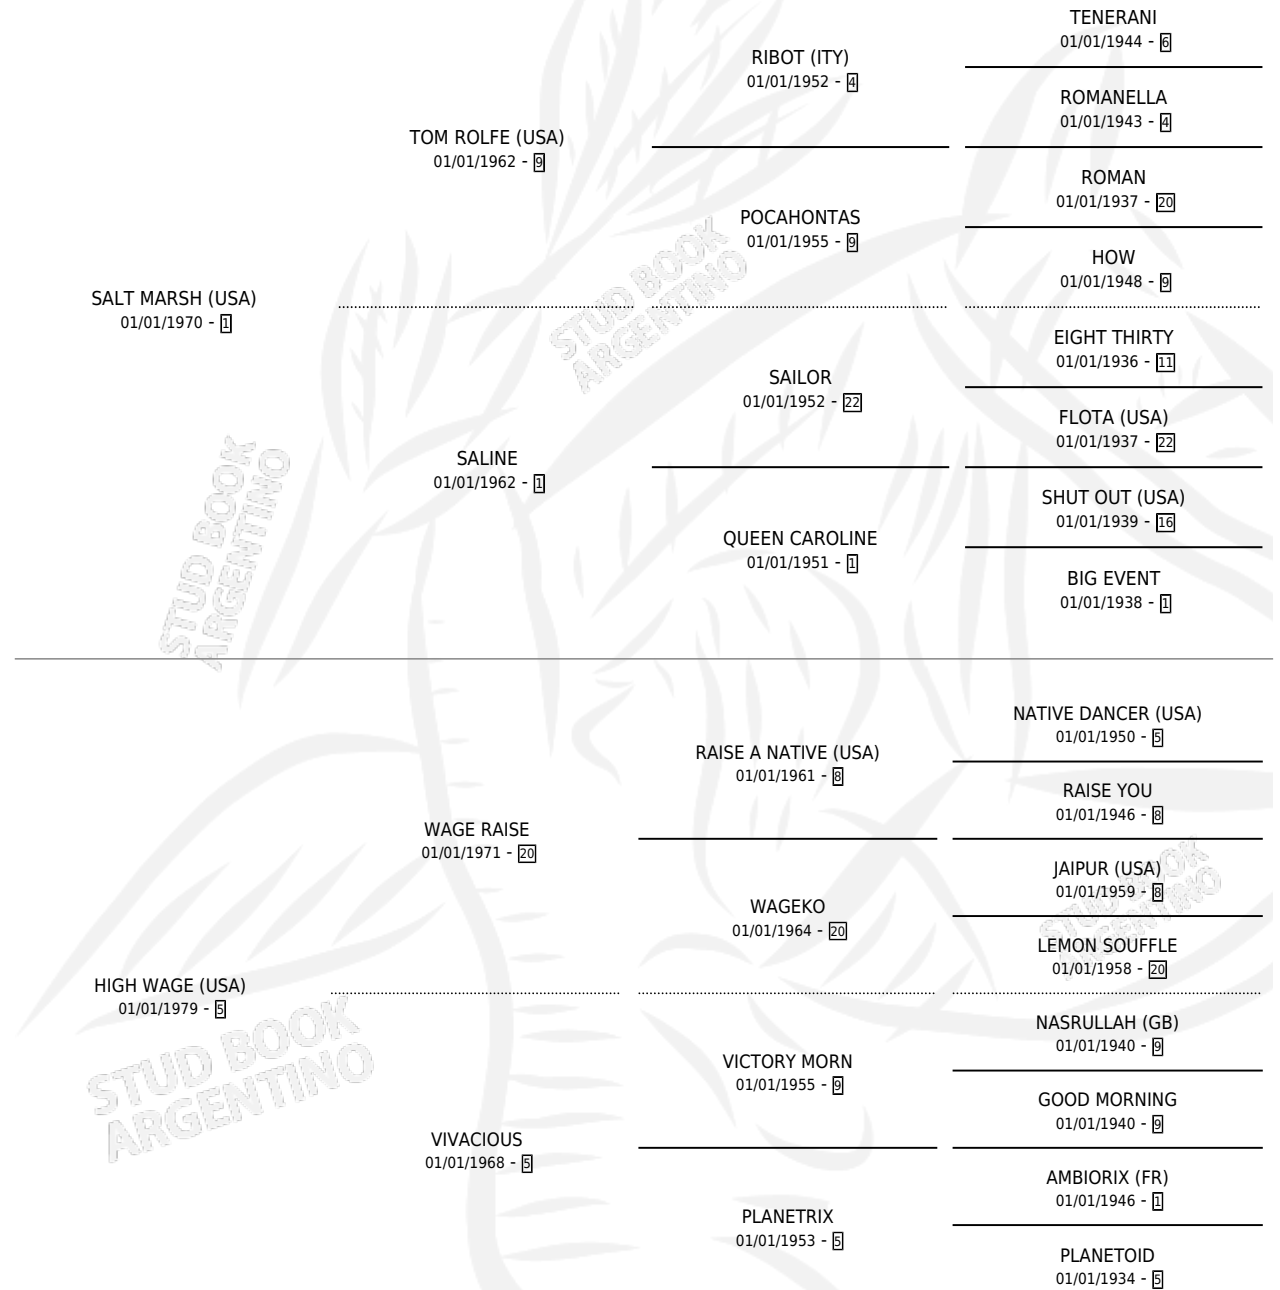 TENERANI
01/01/1944 - 6
RIBOT (ITY)
01/01/1952 - 4
ROMANELLA
01/01/1943 - 4
TOM ROLFE (USA)
01/01/1962 - 9
ROMAN
01/01/1937 - 20
POCAHONTAS
01/01/1955 - 9
HOW
01/01/1948 - 9
SALT MARSH (USA)
01/01/1970 - 1
EIGHT THIRTY
01/01/1936 - 11
SAILOR
01/01/1952 - 22
FLOTA (USA)
01/01/1937 - 22
SALINE
01/01/1962 - 1
SHUT OUT (USA)
01/01/1939 - 16
QUEEN CAROLINE
01/01/1951 - 1
BIG EVENT
01/01/1938 - 1
NATIVE DANCER (USA)
01/01/1950 - 5
RAISE A NATIVE (USA)
01/01/1961 - 8
RAISE YOU
01/01/1946 - 8
WAGE RAISE
01/01/1971 - 20
JAIPUR (USA)
01/01/1959 - 8
WAGEKO
01/01/1964 - 20
LEMON SOUFFLE
01/01/1958 - 20
HIGH WAGE (USA)
01/01/1979 - 5
NASRULLAH (GB)
01/01/1940 - 9
VICTORY MORN
01/01/1955 - 9
GOOD MORNING
01/01/1940 - 9
VIVACIOUS
01/01/1968 - 5
AMBIORIX (FR)
01/01/1946 - 1
PLANETRIX
01/01/1953 - 5
PLANETOID
01/01/1934 - 5
STUD BOOK
ARGENTINO
STUD BOOK
ARGENTINO
STUD BOOK
ARGENTINO
STUD BOOK
ARGENTINO